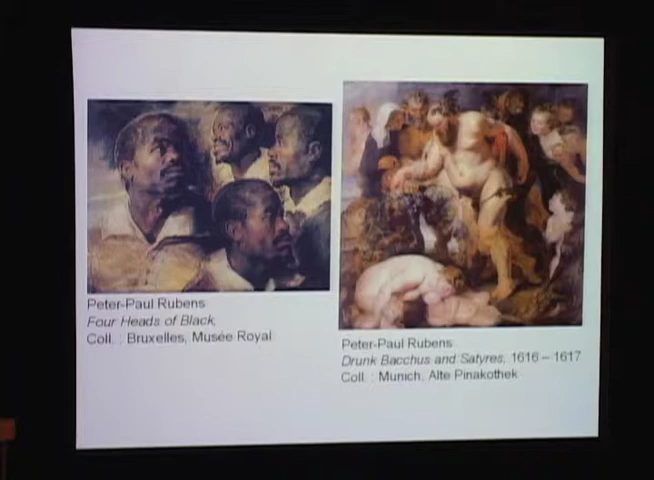 Peter-Paul Rubens
Four Heads of Black,
Coll. : Bruxelles, Musée Royal
Peter-Paul Rubens
Drunk Bacchus and Satyres, 1616 – 1617
Coll. : Munich, Alte Pinakothek